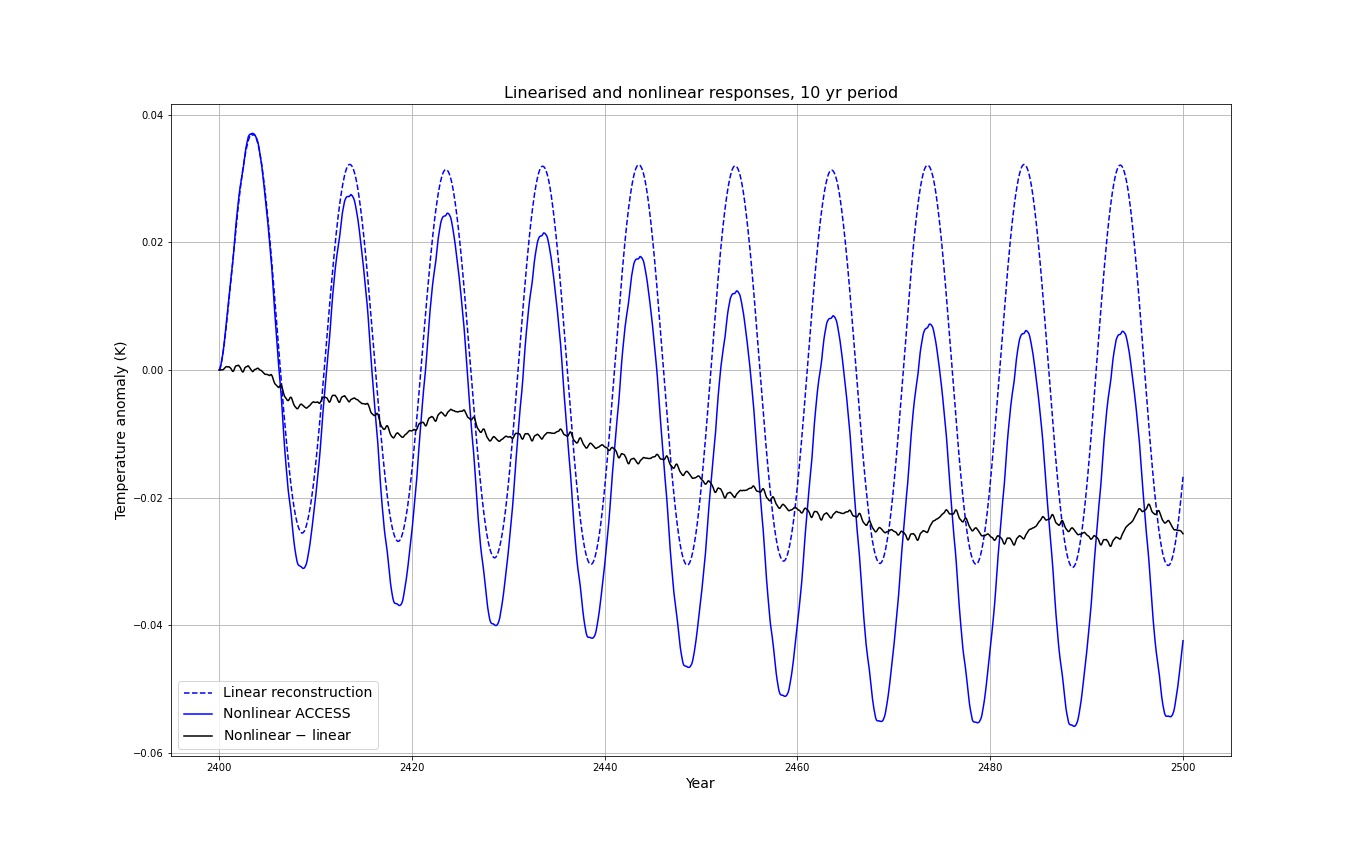 Linearised and nonlinear responses, 10 yr period
Temperature anomaly (K)
0.04
0.02
0.00
−0.02
−0.04
−0.06
Linear reconstruction
Nonlinear ACCESS
Nonlinear − linear
2400 2420 2440 2460 2480 2500
Year